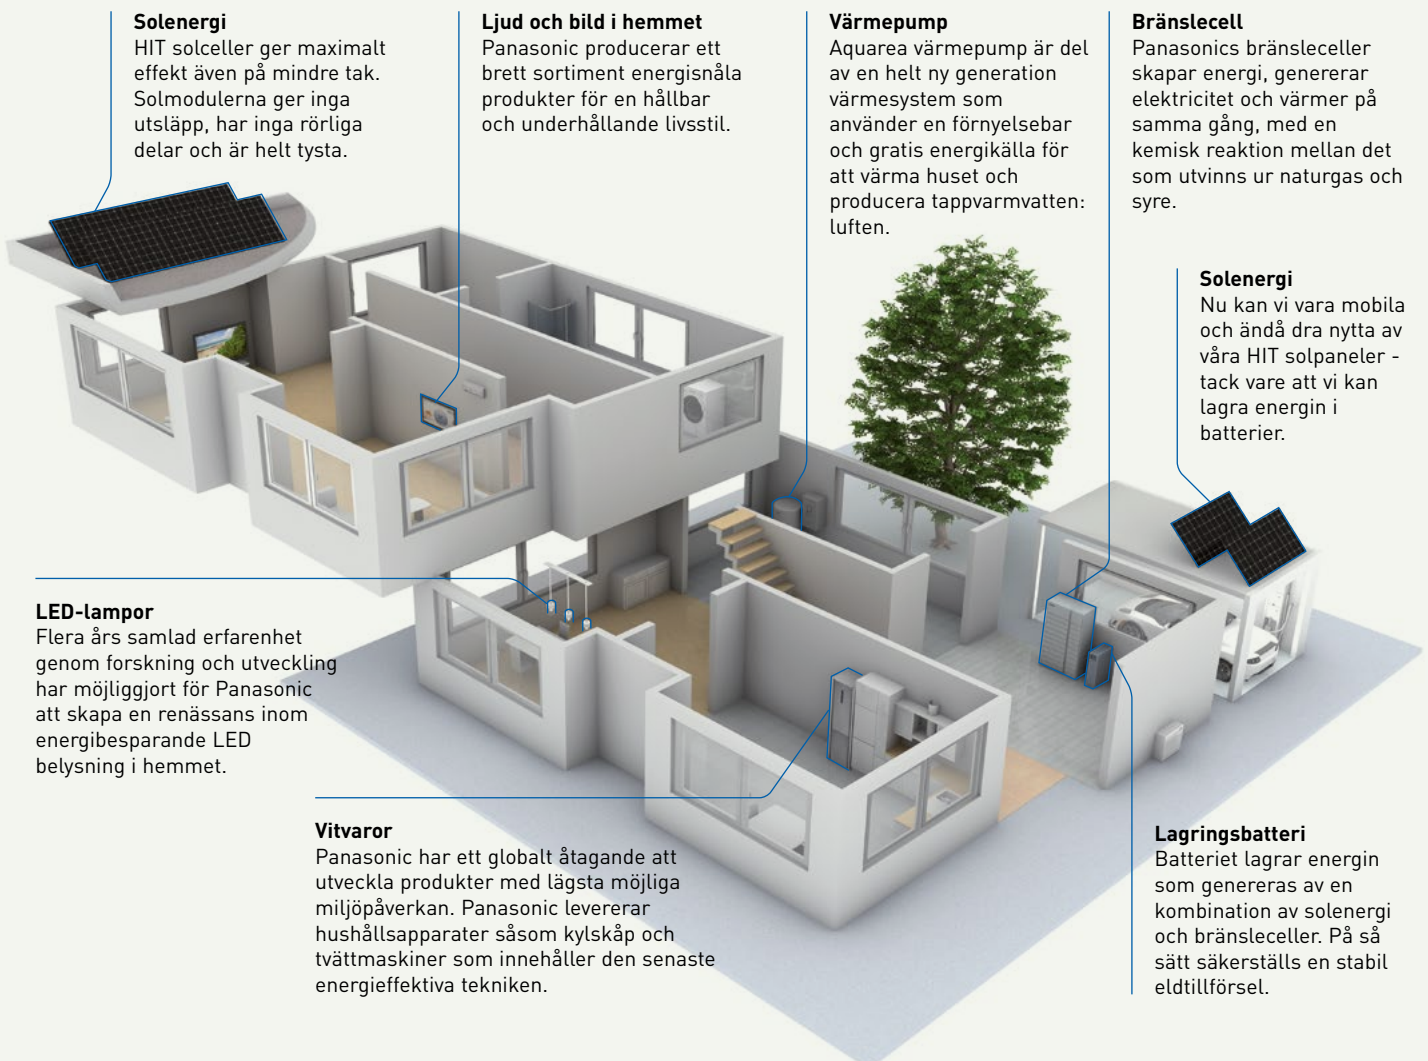 Solenergi
HIT solceller ger maximalt
effekt även på mindre tak.
Solmodulerna ger inga
utsläpp, har inga rörliga
delar och är helt tysta.
Ljud och bild i hemmet
Panasonic producerar ett
brett sortiment energisnåla
produkter för en hållbar
och underhållande livsstil.
Värmepump
Aquarea värmepump är del
av en helt ny generation
värmesystem som
använder en förnyelsebar
och gratis energikälla för
att värma huset och
producera tappvarmvatten:
luften.
Bränslecell
Panasonics bränsleceller
skapar energi, genererar
elektricitet och värmer på
samma gång, med en
kemisk reaktion mellan det
som utvinns ur naturgas och
syre.
Solenergi
Nu kan vi vara mobila
och ändå dra nytta av
våra HIT solpaneler -
tack vare att vi kan
lagra energin i
batterier.
LED-lampor
Flera års samlad erfarenhet
genom forskning och utveckling
har möjliggjort för Panasonic
att skapa en renässans inom
energibesparande LED
belysning i hemmet.
Vitvaror
Panasonic har ett globalt åtagande att
utveckla produkter med lägsta möjliga
miljöpåverkan. Panasonic levererar
hushållsapparater såsom kylskåp och
tvättmaskiner som innehåller den senaste
energieffektiva tekniken.
Lagringsbatteri
Batteriet lagrar energin
som genereras av en
kombination av solenergi
och bränsleceller. På så
sätt säkerställs en stabil
eldtillförsel.